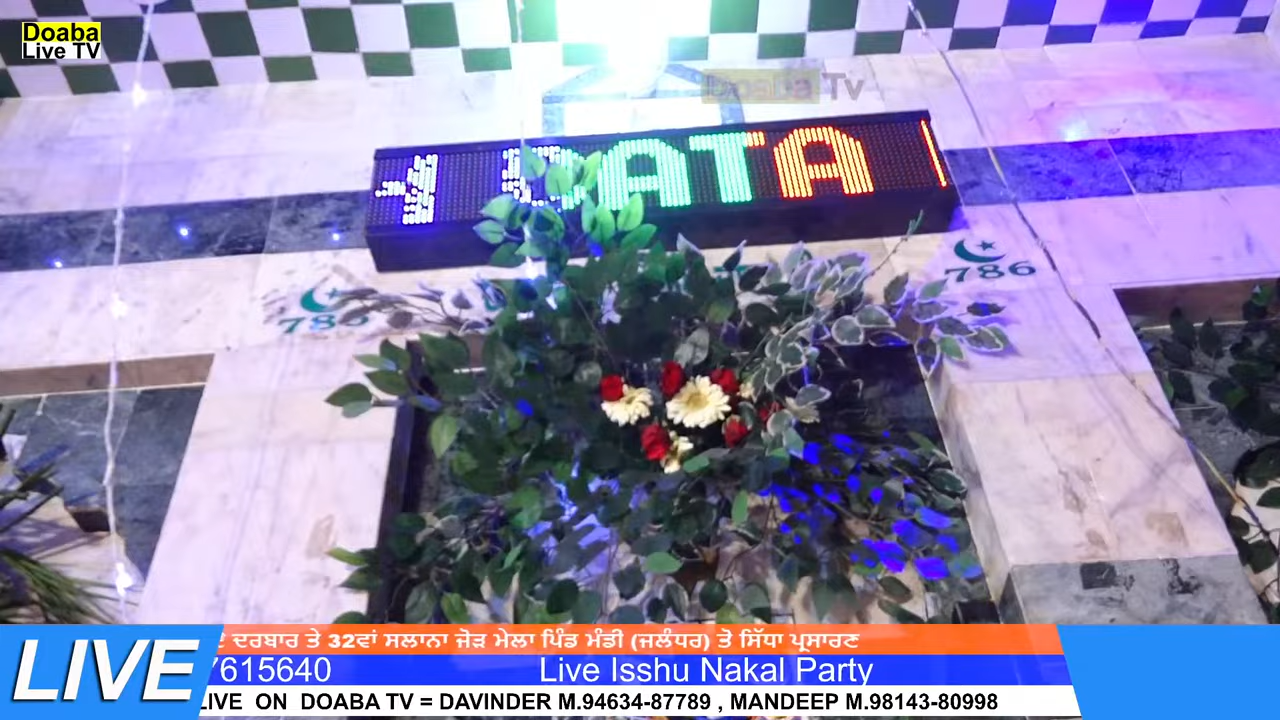 Doaba
Live TV
DoaBa Tv
Y DATA
786
786
ਦਰਬਾਰ ਤੇ 32ਵਾਂ ਸਲਾਨਾ ਜੋੜ ਮੇਲਾ ਪਿੰਡ ਮੰਡੀ (ਜਲੰਧਰ) ਤੋ ਸਿੱਧਾ ਪ੍ਰਸਾਰਣ
LIVE
7615640 Live Isshu Nakal Party
LIVE ON DOABA TV = DAVINDER M.94634-87789 , MANDEEP M.98143-80998